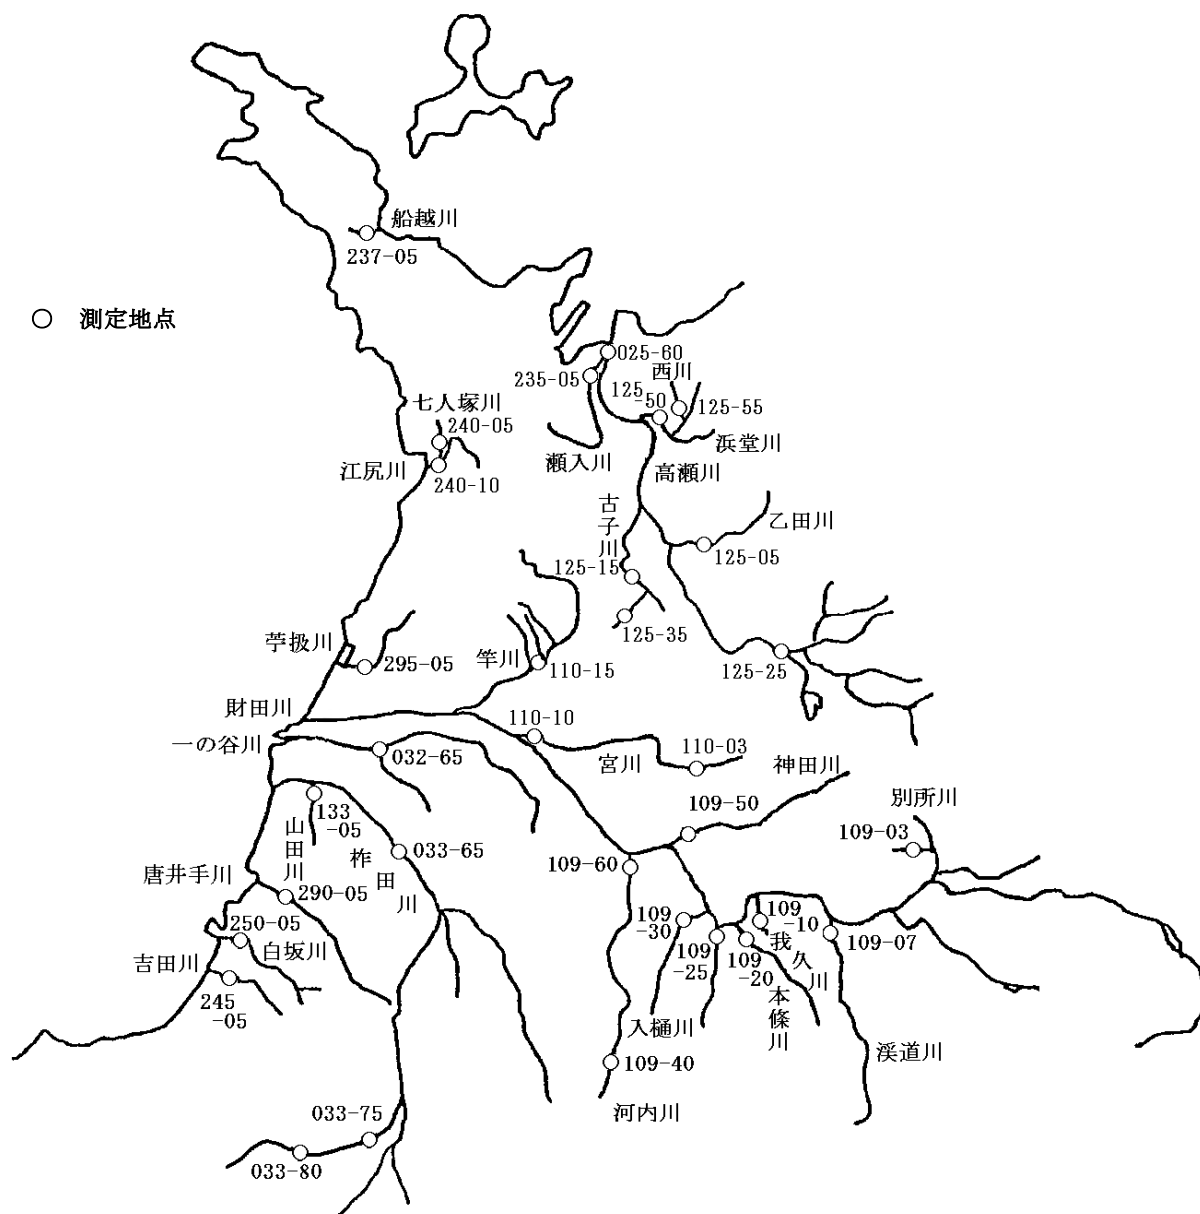 船越川
237-05
○ 測定地点
025-60
西川
235-05
125
-50
125-55
七人塚川
240-05
浜堂川
瀬入川
高瀬川
江尻川
240-10
古子川
乙田川
125-15
125-05
125-35
苧扱川
295-05
竿川
110-15
125-25
財田川
110-10
一の谷川
032-65
宮川
110-03
神田川
109-50
別所川
133
-05
山田川
柞田川
033-65
109-60
109-03
唐井手川
290-05
250-05
白坂川
109
-30
109
-25
109
-10
我久川
109
-20
本條川
109-07
吉田川
245
-05
入樋川
渓道川
109-40
河内川
033-75
033-80